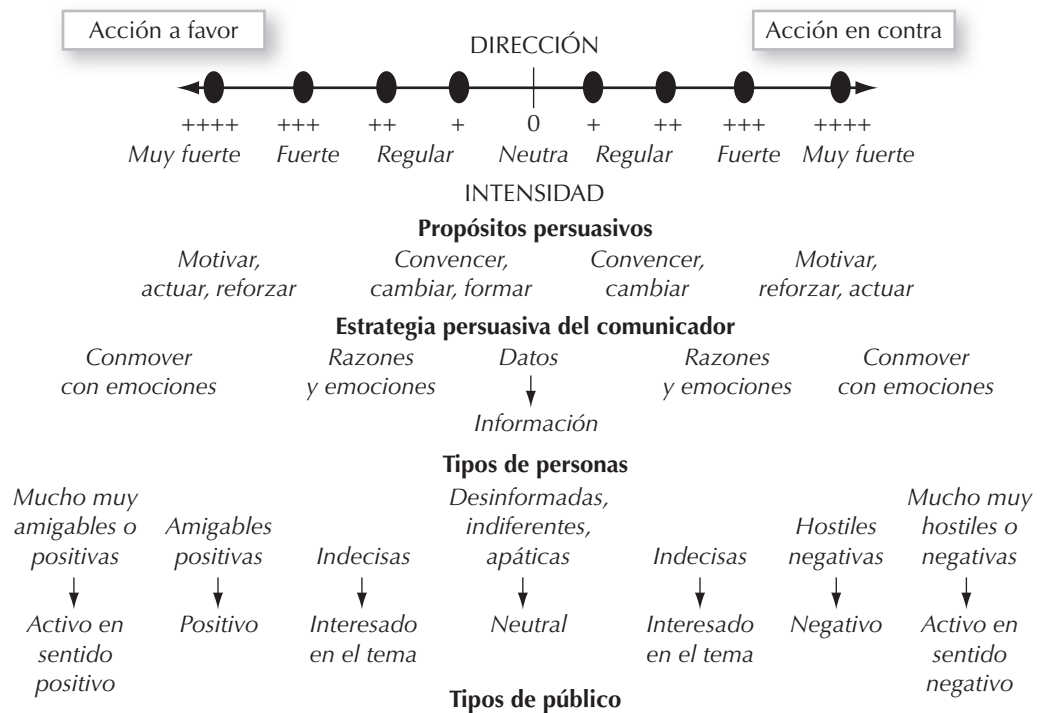 Acción a favor
Acción en contra
DIRECCIÓN
++++ +++ ++ + 0 + ++ +++ ++++
Muy fuerte Fuerte Regular Neutra Regular Fuerte Muy fuerte
INTENSIDAD
Propósitos persuasivos
Motivar, Convencer, Convencer, Motivar,
actuar, reforzar cambiar, formar cambiar reforzar, actuar
Estrategia persuasiva del comunicador
Conmover Razones Datos Razones Conmover
con emociones y emociones y emociones con emociones
Información
Tipos de personas
Mucho muy Desinformadas, Mucho muy
amigables o Amigables indiferentes, Hostiles hostiles o
positivas positivas Indecisas apáticas Indecisas negativas negativas
Activo en Positivo Interesado Neutral Interesado Negativo Activo en
sentido en el tema en el tema sentido
positivo negativo
Tipos de público